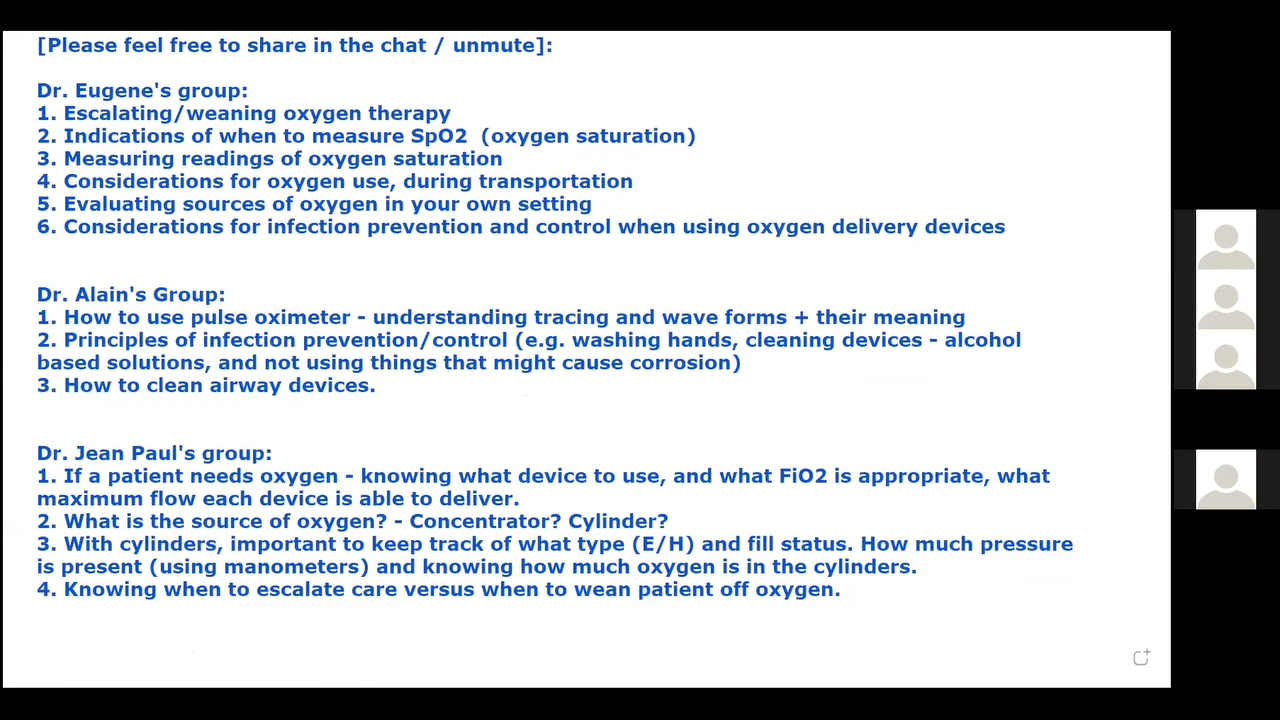 [Please feel free to share in the chat / unmute]:
Dr. Eugene's group:
1. Escalating/weaning oxygen therapy
2. Indications of when to measure SpO2  (oxygen saturation)
3. Measuring readings of oxygen saturation
4. Considerations for oxygen use, during transportation
5. Evaluating sources of oxygen in your own setting
6. Considerations for infection prevention and control when using oxygen delivery devices
Dr. Alain's Group:
1. How to use pulse oximeter - understanding tracing and wave forms + their meaning
2. Principles of infection prevention/control (e.g. washing hands, cleaning devices - alcohol
based solutions, and not using things that might cause corrosion)
3. How to clean airway devices.
Dr. Jean Paul's group:
1. If a patient needs oxygen - knowing what device to use, and what FiO2 is appropriate, what
maximum flow each device is able to deliver.
2. What is the source of oxygen? - Concentrator? Cylinder?
3. With cylinders, important to keep track of what type (E/H) and fill status. How much pressure
is present (using manometers) and knowing how much oxygen is in the cylinders.
4. Knowing when to escalate care versus when to wean patient off oxygen.